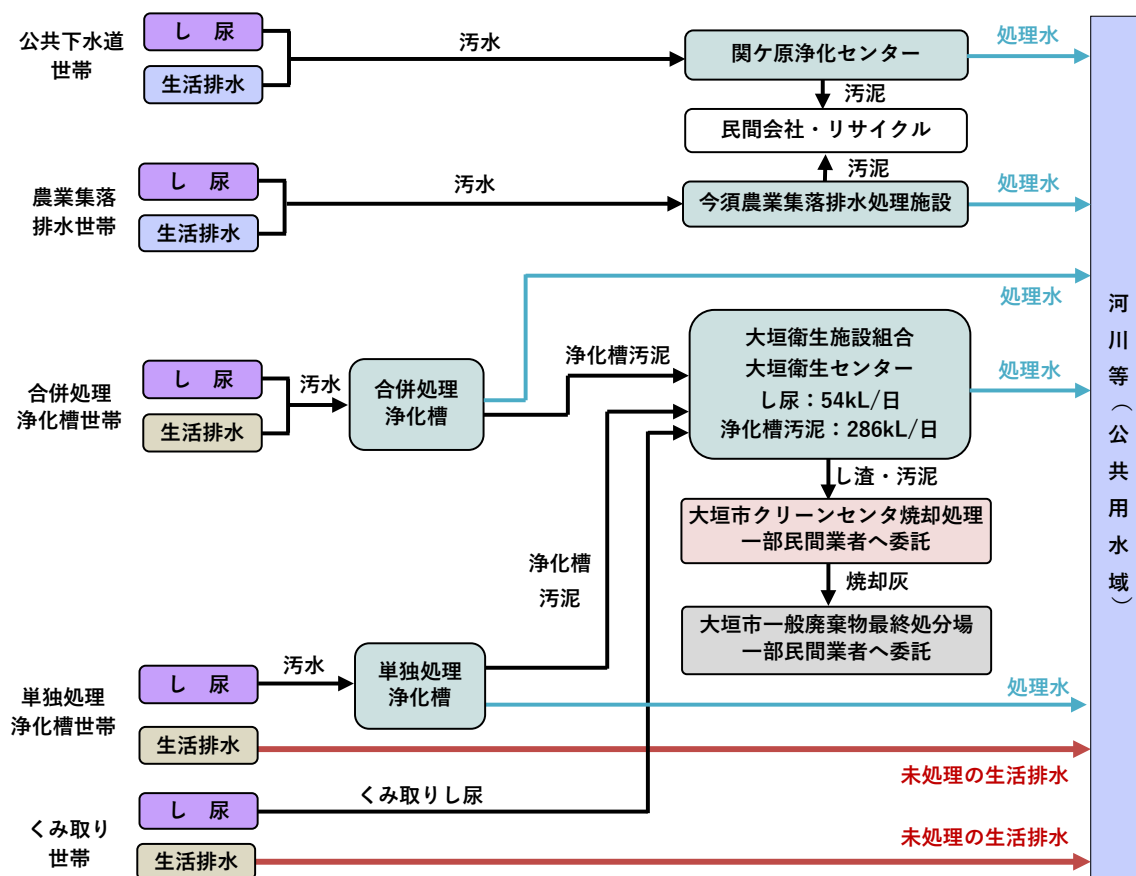 公共下水道
世帯
し 尿
生活排水
汚水
関ケ原浄化センター
処理水
汚泥
民間会社・リサイクル
農業集落
排水世帯
し 尿
生活排水
汚水
汚泥
今須農業集落排水処理施設
処理水
処理水
合併処理
浄化槽世帯
し 尿
生活排水
汚水
合併処理
浄化槽
浄化槽汚泥
大垣衛生施設組合
大垣衛生センター
し尿：54kL/日
浄化槽汚泥：286kL/日
処理水
し渣・汚泥
大垣市クリーンセンタ焼却処理
一部民間業者へ委託
焼却灰
大垣市一般廃棄物最終処分場
一部民間業者へ委託
浄化槽
汚泥
単独処理
浄化槽世帯
し 尿
生活排水
汚水
単独処理
浄化槽
処理水
未処理の生活排水
くみ取り
世帯
し 尿
生活排水
くみ取りし尿
未処理の生活排水
河川等（公共用水域）